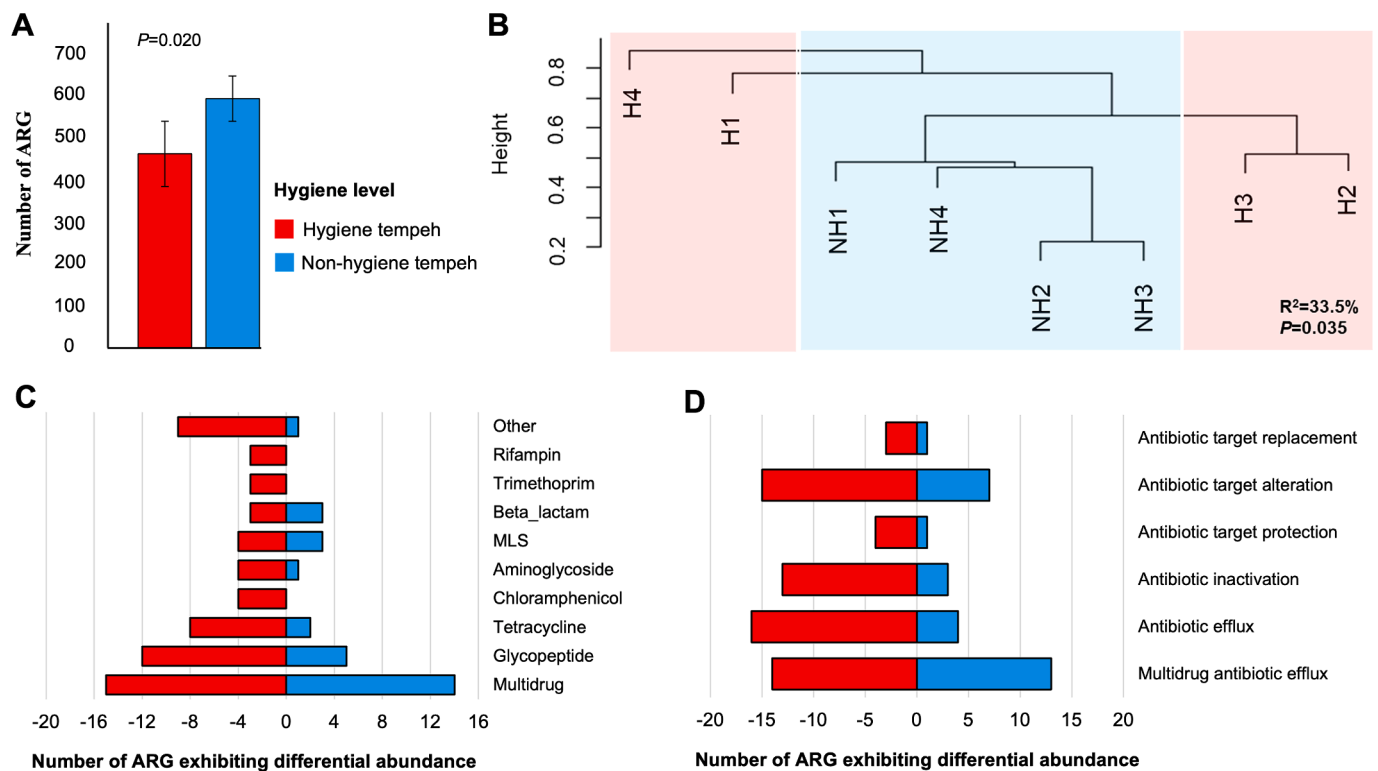 A
P=0.020
700
600
500
400
300
200
100
0
Number of ARG
Hygiene level
Hygiene tempeh
Non-hygiene tempeh
B
Height
0.8
0.6
0.4
0.2
H4
H1
NH1
NH4
NH2
NH3
H3
H2
R²=33.5%
P=0.035
C
Other
Rifampin
Trimethoprim
Beta_lactam
MLS
Aminoglycoside
Chloramphenicol
Tetracycline
Glycopeptide
Multidrug
-20 -16 -12 -8 -4 0 4 8 12 16
Number of ARG exhibiting differential abundance
D
Antibiotic target replacement
Antibiotic target alteration
Antibiotic target protection
Antibiotic inactivation
Antibiotic efflux
Multidrug antibiotic efflux
-20 -15 -10 -5 0 5 10 15 20
Number of ARG exhibiting differential abundance